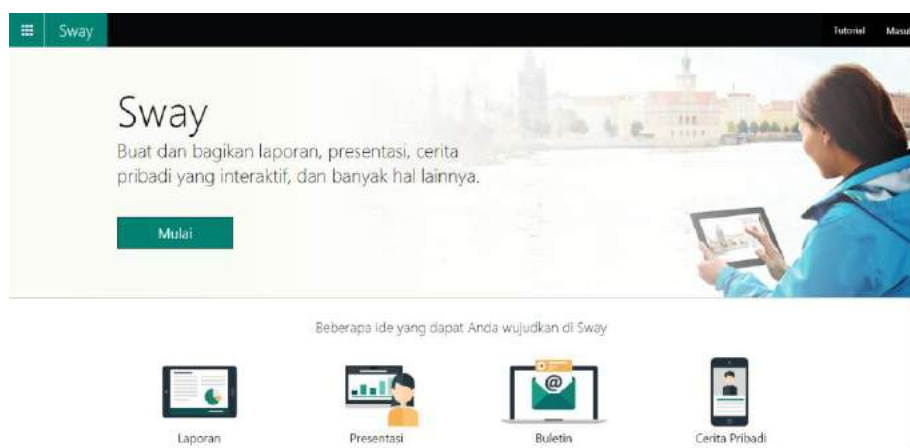 Sway
Tutorial
Masuk
Sway
Buat dan bagikan laporan, presentasi, cerita
pribadi yang interaktif, dan banyak hal lainnya.
Mulai
Beberapa ide yang dapat Anda wujudkan di Sway
Laporan
Presentasi
Buletin
Cerita Pribadi